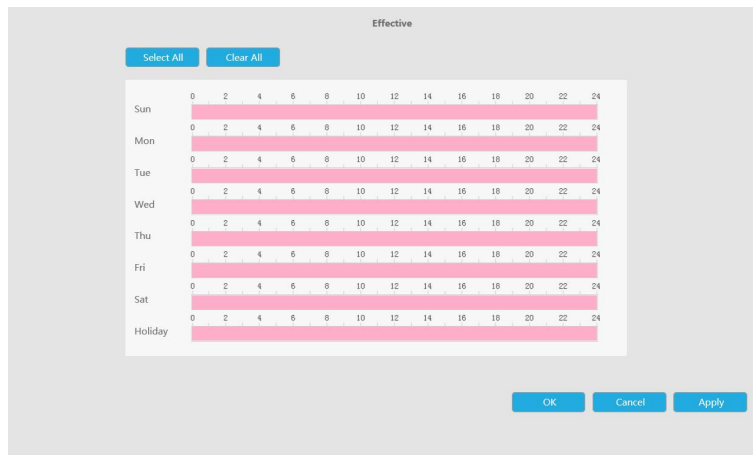 Effective
Select All Clear All
0 2 4 6 8 10 12 14 16 18 20 22 24
Sun
0 2 4 6 8 10 12 14 16 18 20 22 24
Mon
0 2 4 6 8 10 12 14 16 18 20 22 24
Tue
0 2 4 6 8 10 12 14 16 18 20 22 24
Wed
0 2 4 6 8 10 12 14 16 18 20 22 24
Thu
0 2 4 6 8 10 12 14 16 18 20 22 24
Fri
0 2 4 6 8 10 12 14 16 18 20 22 24
Sat
0 2 4 6 8 10 12 14 16 18 20 22 24
Holiday
OK Cancel Apply